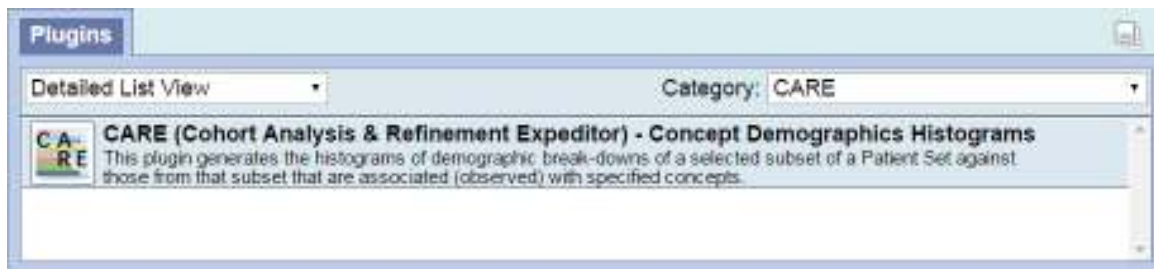 Plugins
Detailed List View Category: CARE
CARE (Cohort Analysis & Refinement Expeditor) - Concept Demographics Histograms
C A- This plugin generates the histograms of demographic break-downs of a selected subset of a Patient Set against
R E those from that subset that are associated (observed) with specified concepts.